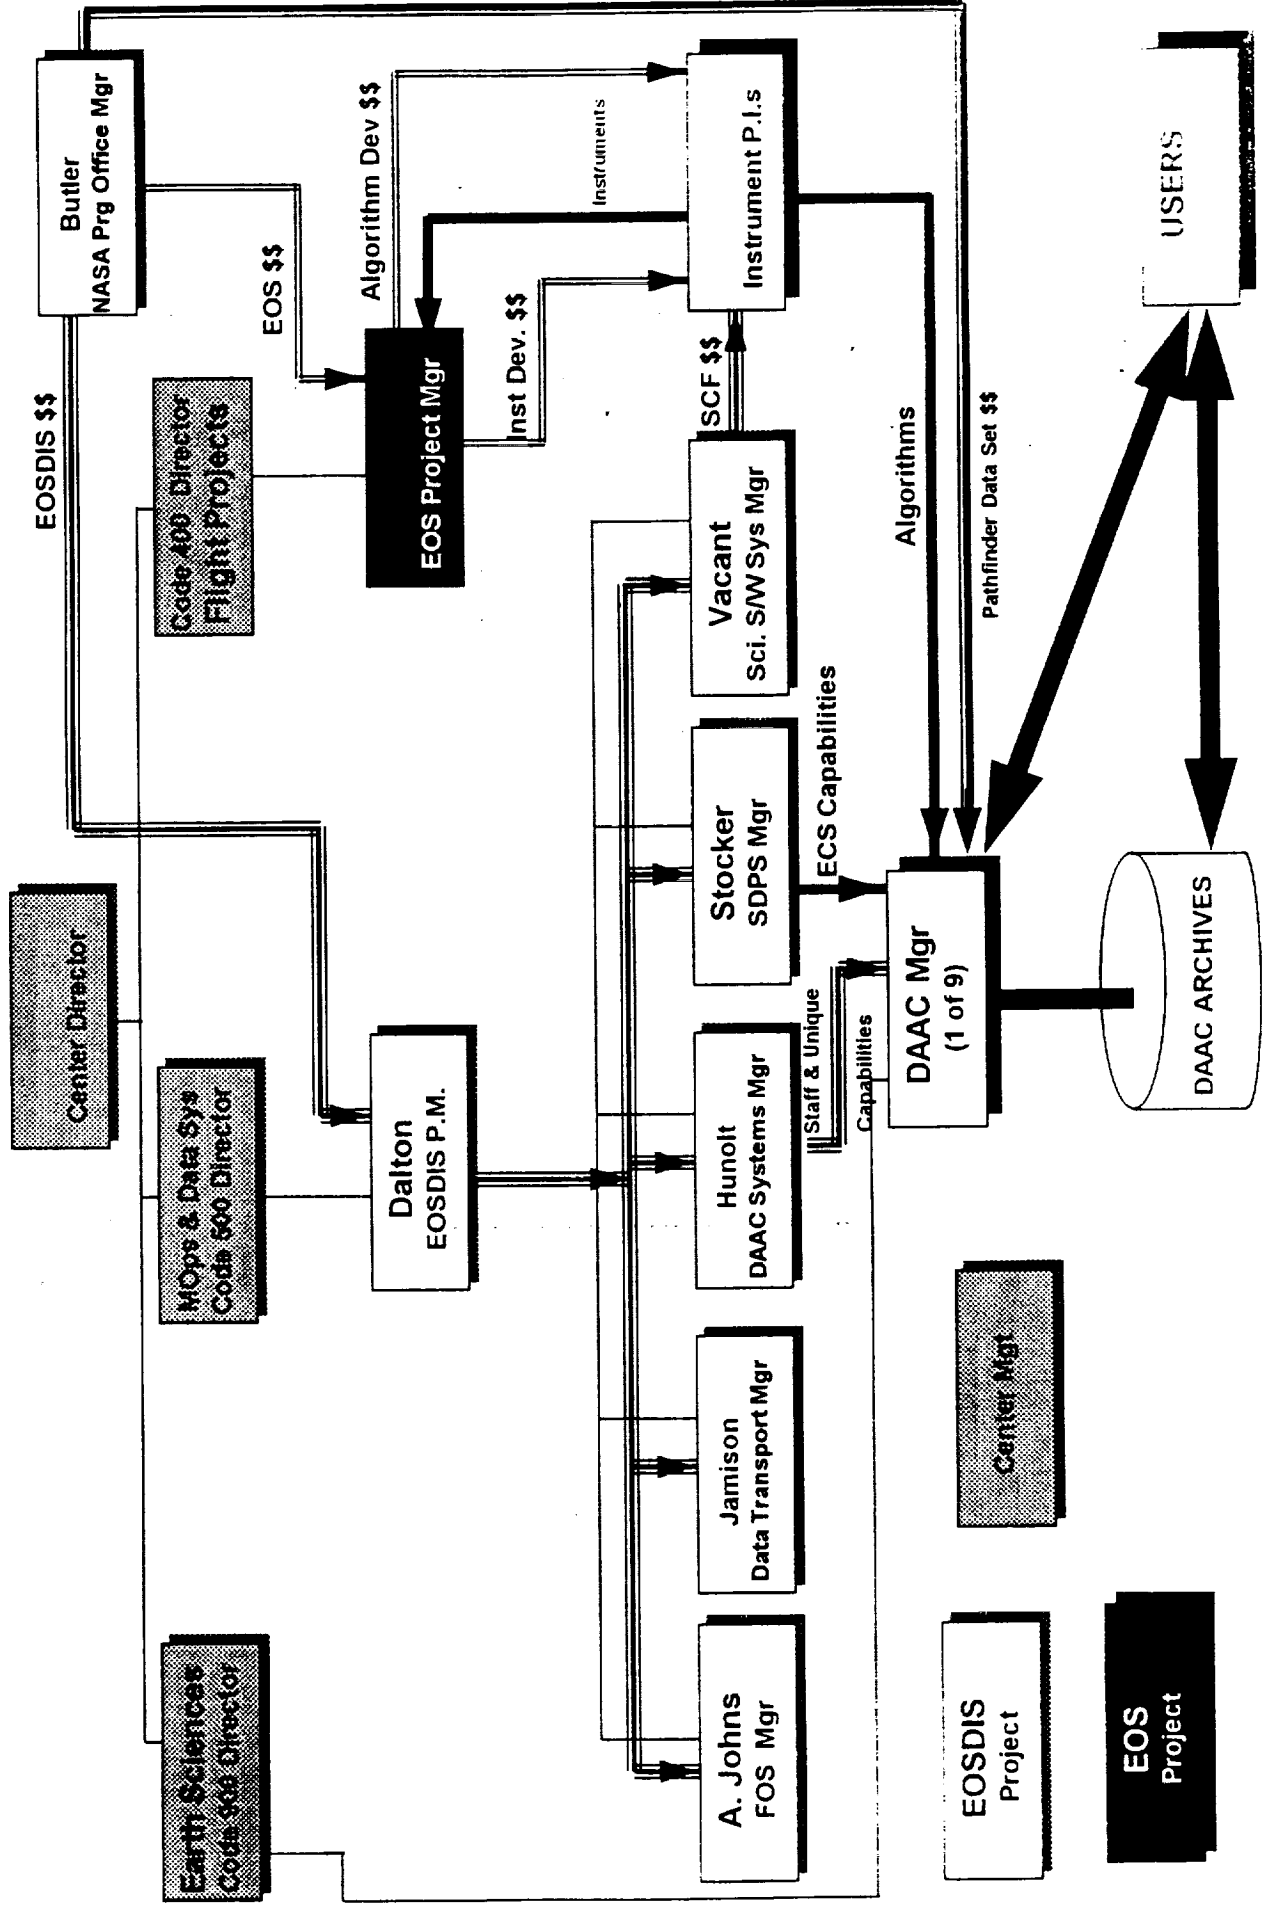 Center Director
Butler
NASA Prg Office Mgr
EOSDIS $$
EOS $$
Earth Sciences
Code 900 Director
MOps & Data Sys
Code 500 Director
Code 400 Director
Flight Projects
Dalton
EOSDIS P.M.
EOS Project Mgr
Algorithm Dev $$
Inst Dev. $$
Instruments
A. Johns
FOS Mgr
Jamison
Data Transport Mgr
Hunolt
DAAC Systems Mgr
Stocker
SDPS Mgr
Vacant
Sci. S/W Sys Mgr
SCF $$
Instrument P.I.s
Staff & Unique
Capabilities
ECS Capabilities
Algorithms
Pathfinder Data Set $$
DAAC Mgr
(1 of 9)
EOSDIS
Project
Center Mgt
EOS
Project
DAAC ARCHIVES
USERS